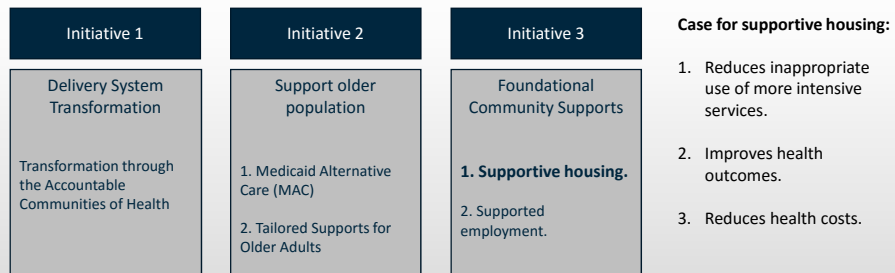 Initiative 1
Delivery System
Transformation
Transformation through
the Accountable
Communities of Health
Initiative 2
Support older
population
1. Medicaid Alternative
Care (MAC)
2. Tailored Supports for
Older Adults
Initiative 3
Foundational
Community Supports
1. Supportive housing.
2. Supported
employment.
Case for supportive housing:
1. Reduces inappropriate
use of more intensive
services.
2. Improves health
outcomes.
3. Reduces health costs.